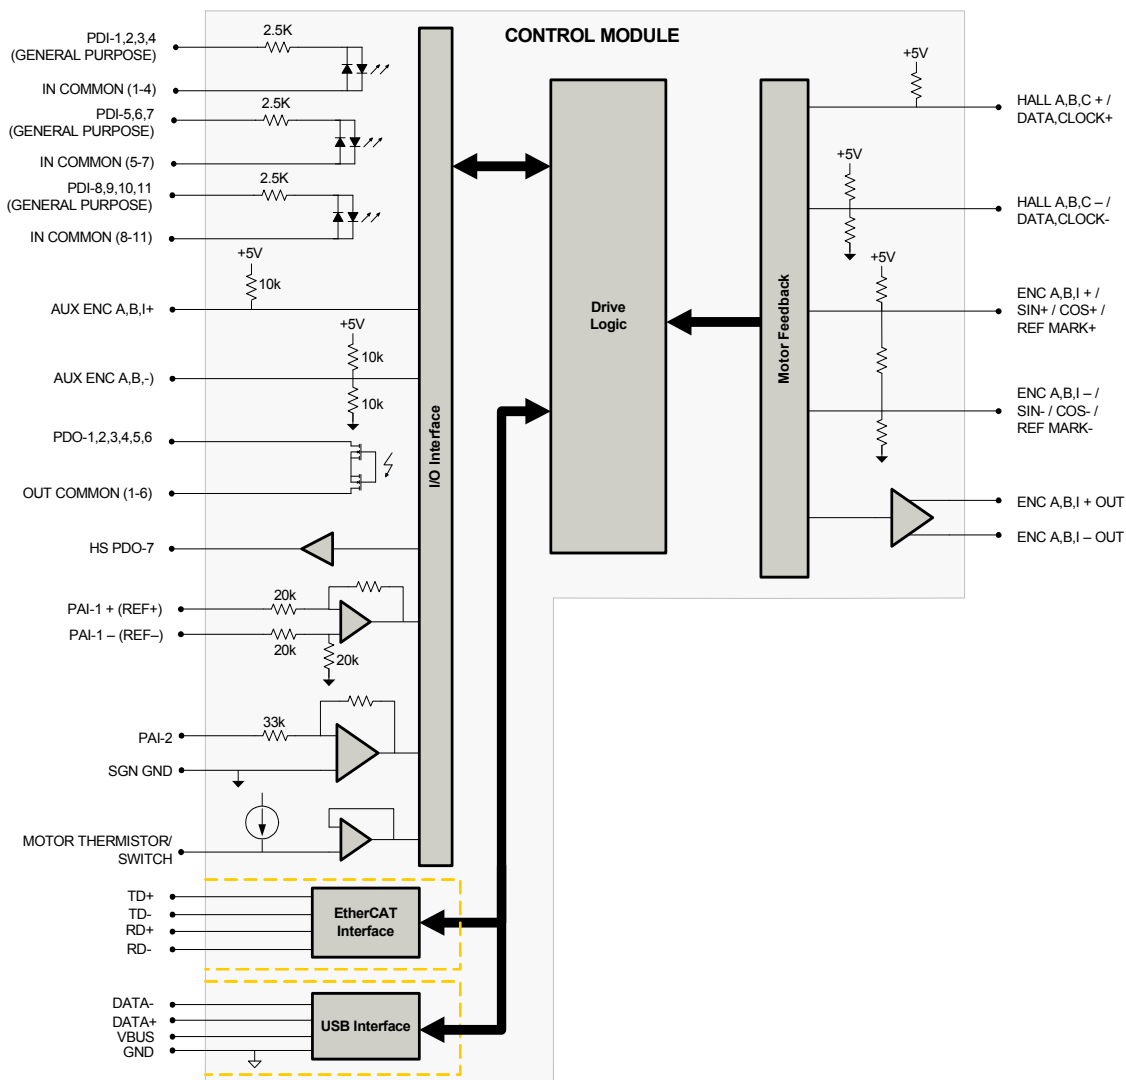 CONTROL MODULE
PDI-1,2,3,4
(GENERAL PURPOSE)
2.5K
IN COMMON (1-4)
PDI-5,6,7
(GENERAL PURPOSE)
2.5K
IN COMMON (5-7)
PDI-8,9,10,11
(GENERAL PURPOSE)
2.5K
IN COMMON (8-11)
+5V
10k
AUX ENC A,B,I+
+5V
10k
AUX ENC A,B,-)
10k
PDO-1,2,3,4,5,6
OUT COMMON (1-6)
HS PDO-7
PAI-1 + (REF+)
20k
PAI-1 – (REF–)
20k
20k
PAI-2
33k
SGN GND
MOTOR THERMISTOR/
SWITCH
I/O Interface
Drive
Logic
Motor Feedback
+5V
HALL A,B,C + /
DATA,CLOCK+
+5V
HALL A,B,C – /
DATA,CLOCK-
+5V
ENC A,B,I + /
SIN+ / COS+ /
REF MARK+
ENC A,B,I – /
SIN- / COS- /
REF MARK-
ENC A,B,I + OUT
ENC A,B,I – OUT
TD+
TD-
RD+
RD-
EtherCAT
Interface
DATA-
DATA+
VBUS
GND
USB Interface